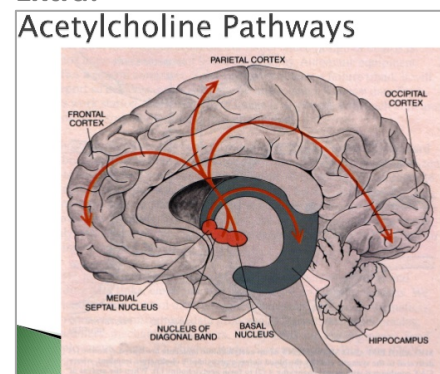 Acetylcholine Pathways
PARIETAL CORTEX
OCCIPITAL
CORTEX
FRONTAL
CORTEX
MEDIAL
SEPTAL NUCLEUS
NUCLEUS OF
DIAGONAL BAND
BASAL
NUCLEUS
HIPPOCAMPUS